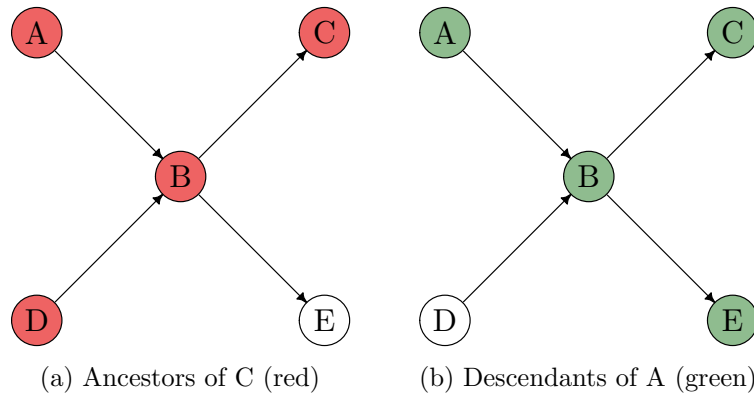 A
C
B
D
E
(a) Ancestors of C (red)
A
C
B
D
E
(b) Descendants of A (green)